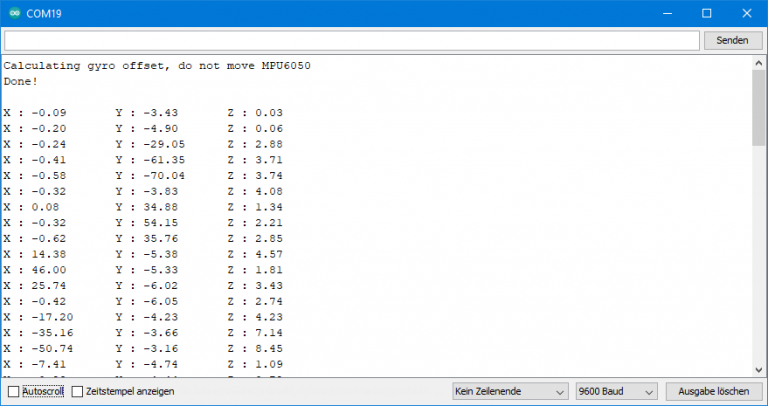 COM19
Senden
Calculating gyro offset, do not move MPU6050
Done!
X : -0.09 Y : -3.43 Z : 0.03
X : -0.20 Y : -4.90 Z : 0.06
X : -0.24 Y : -29.05 Z : 2.88
X : -0.41 Y : -61.35 Z : 3.71
X : -0.58 Y : -70.04 Z : 3.74
X : -0.32 Y : -3.83 Z : 4.08
X : 0.08 Y : 34.88 Z : 1.34
X : -0.32 Y : 54.15 Z : 2.21
X : -0.62 Y : 35.76 Z : 2.85
X : 14.38 Y : -5.38 Z : 4.57
X : 46.00 Y : -5.33 Z : 1.81
X : 25.74 Y : -6.02 Z : 3.43
X : -0.42 Y : -6.05 Z : 2.74
X : -17.20 Y : -4.23 Z : 4.23
X : -35.16 Y : -3.66 Z : 7.14
X : -50.74 Y : -3.16 Z : 8.45
X : -7.41 Y : -4.74 Z : 1.09
Autoscroll Zeitstempel anzeigen Kein Zeilenende 9600 Baud Ausgabe löschen